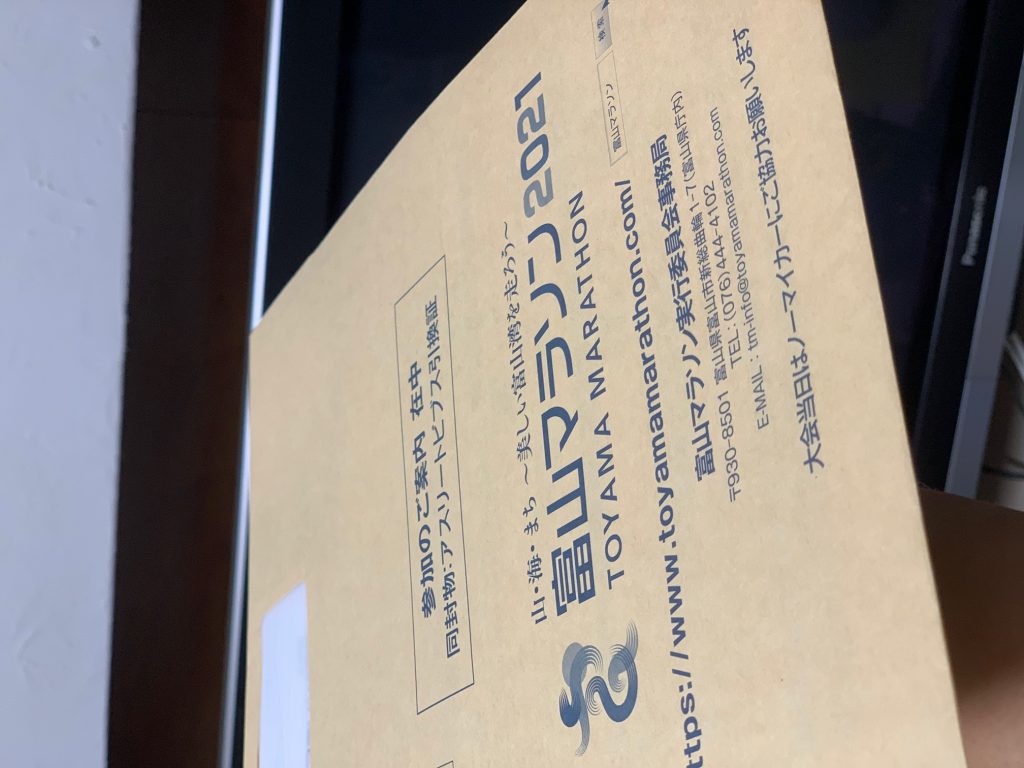 参加のご案内 在中
同封物:アスリートビブス引換証
山・海・まち ～美しい富山湾を走ろう～
富山マラソン2021
TOYAMA MARATHON
ttps://www.toyamamarathon.com/
富山マラソン 検索
富山マラソン実行委員会事務局
〒930-8501 富山県富山市新総曲輪1-7(富山県庁内)
TEL:(076)444-4102
E-MAIL:tm-info@toyamamarathon.com
大会当日はノーマイカーにご協力お願いします
Panasonic